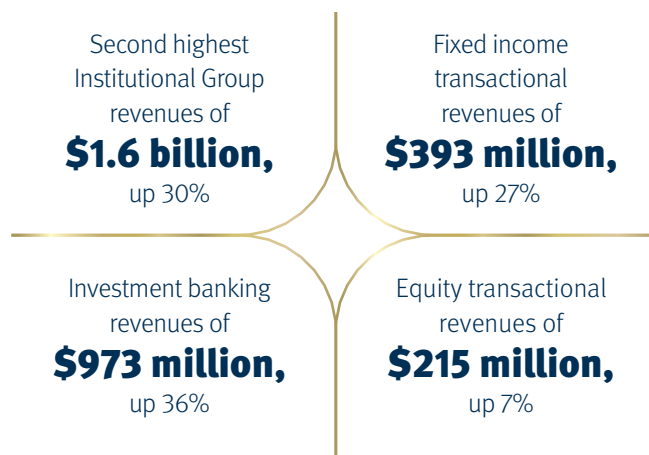 Second highest
Institutional Group
revenues of
$1.6 billion,
up 30%
Fixed income
transactional
revenues of
$393 million,
up 27%
Investment banking
revenues of
$973 million,
up 36%
Equity transactional
revenues of
$215 million,
up 7%